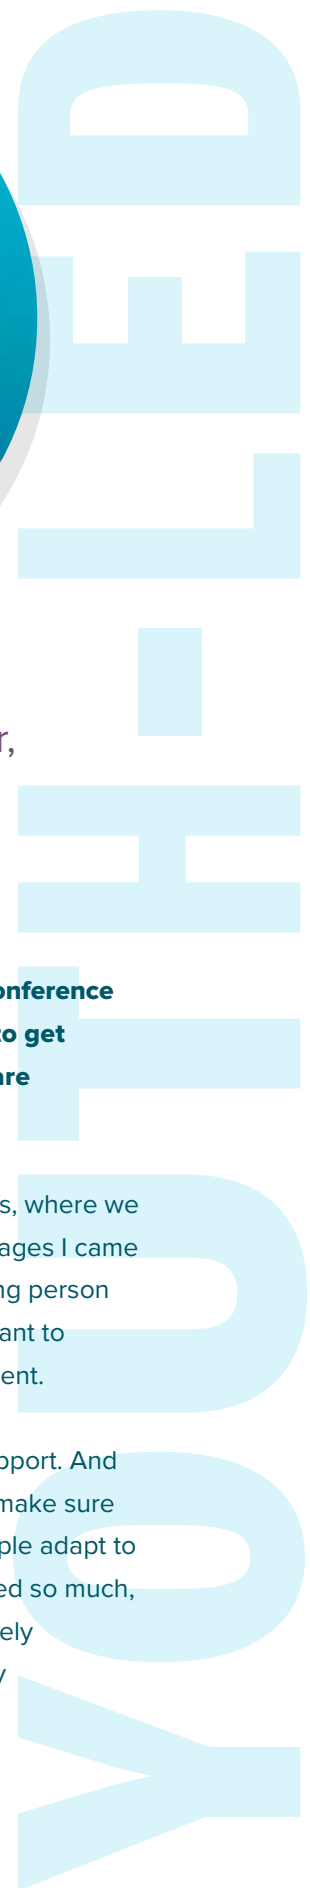 YOUTH-LED
r,
onference
to get
are
s, where we
ages I came
ng person
ant to
ent.
pport. And
make sure
ple adapt to
ed so much,
ely
y